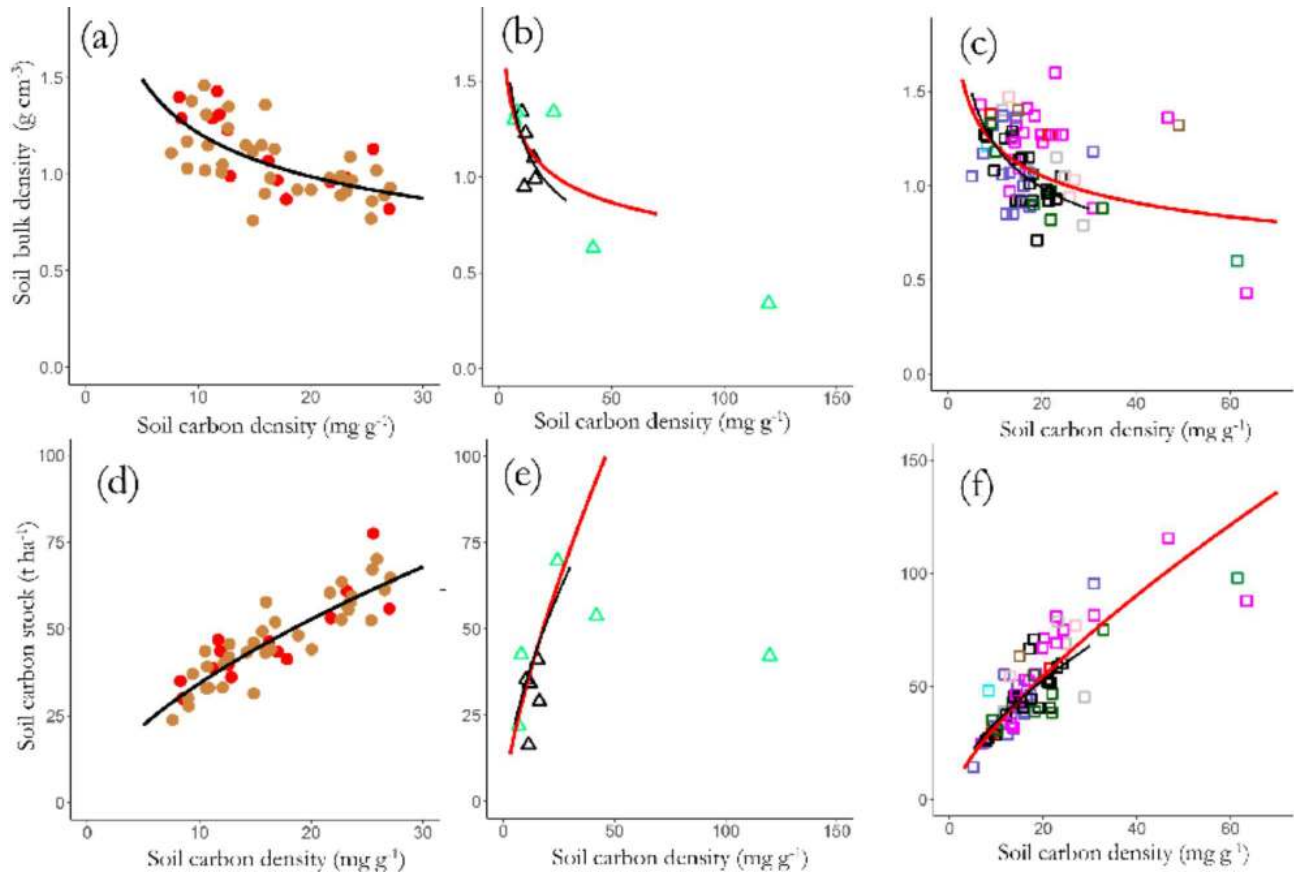 (a)
(b)
(c)
Soil bulk density (g cm⁻³)
1.5
1.0
0.5
0.0
0 10 20 30
Soil carbon density (mg g⁻¹)
1.5
1.0
0.5
0.0
0 50 100 150
Soil carbon density (mg g⁻¹)
1.5
1.0
0.5
0.0
0 20 40 60
Soil carbon density (mg g⁻¹)
(d)
(e)
(f)
Soil carbon stock (t ha⁻¹)
100
75
50
25
0
0 10 20 30
Soil carbon density (mg g⁻¹)
100
75
50
25
0
0 50 100 150
Soil carbon density (mg g⁻¹)
150
100
50
0
0 20 40 60
Soil carbon density (mg g⁻¹)